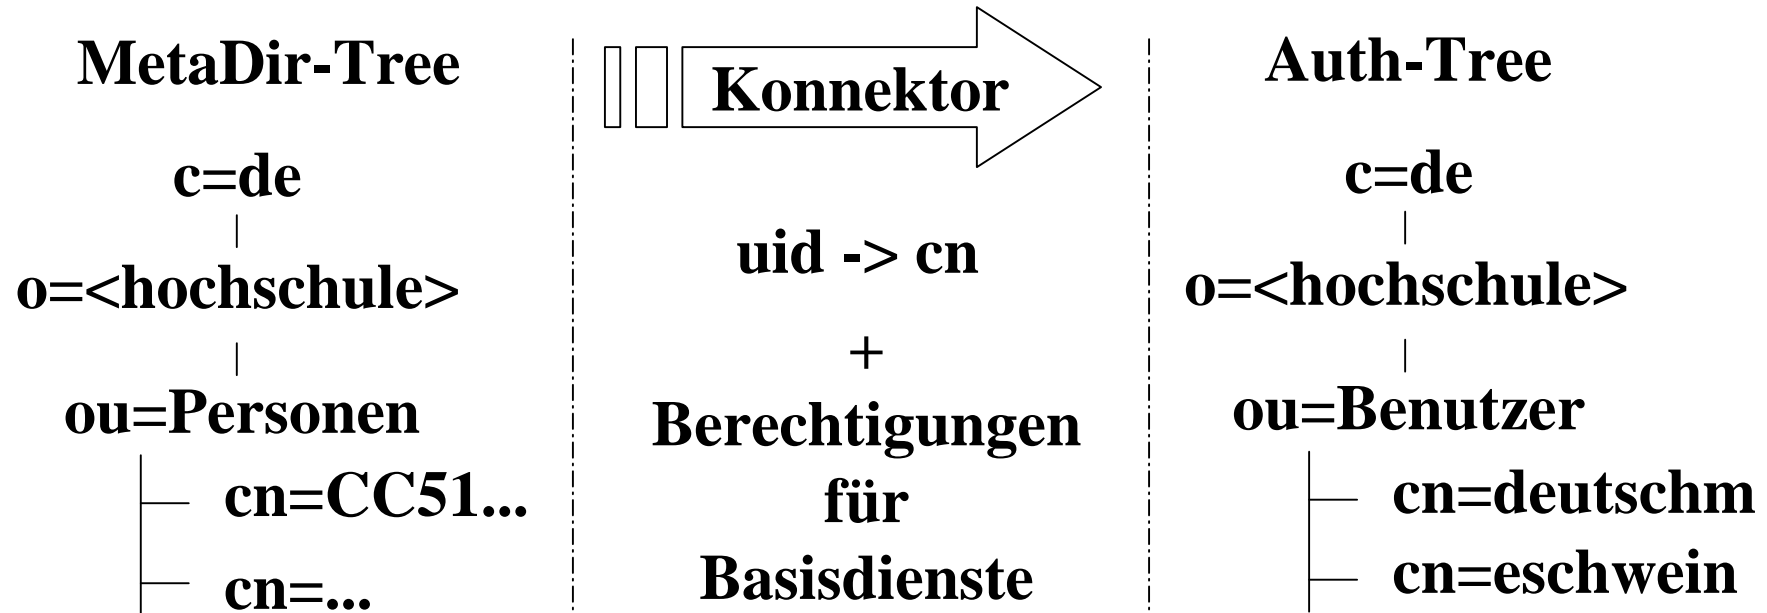 MetaDir-Tree
c=de
o=<hochschule>
ou=Personen
cn=CC51...
cn=...
Konnektor
uid -> cn
+
Berechtigungen
für
Basisdienste
Auth-Tree
c=de
o=<hochschule>
ou=Benutzer
cn=deutschm
cn=eschwein